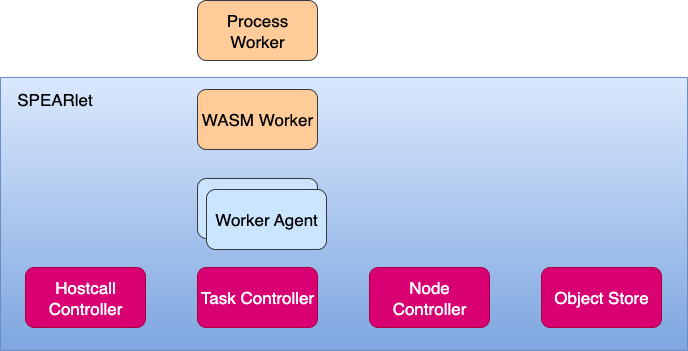 Process
Worker
SPEARlet
WASM Worker
Worker Agent
Hostcall
Controller
Task Controller
Node
Controller
Object Store